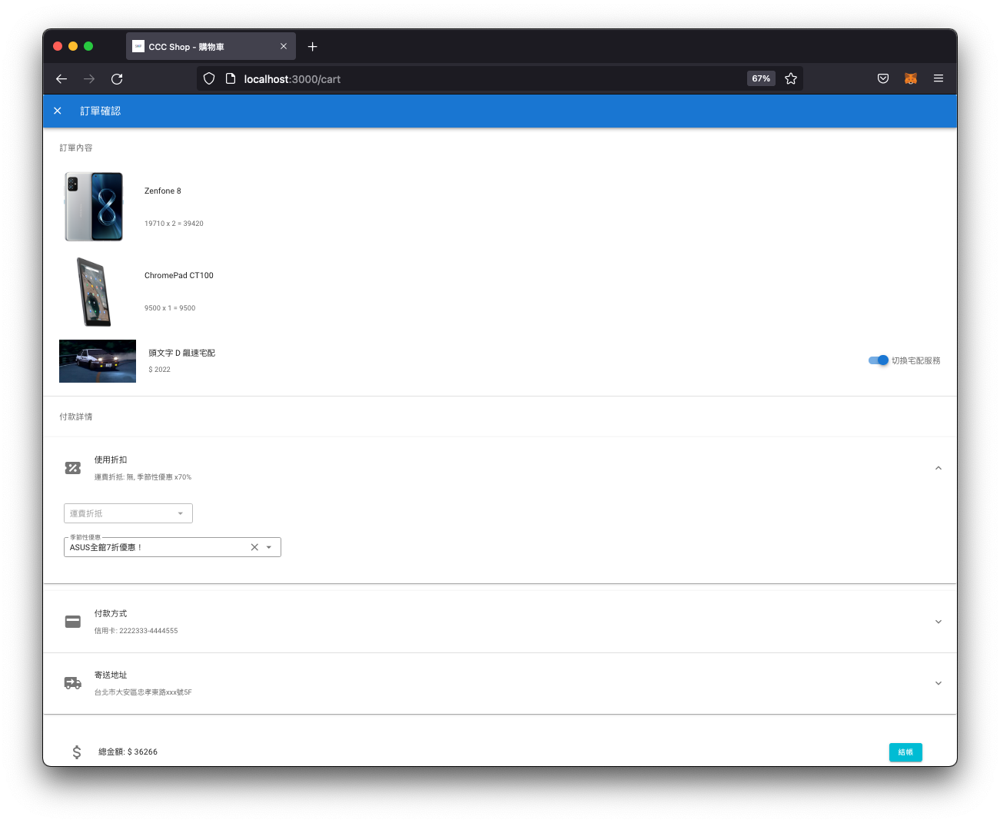 CCC Shop - 購物車
localhost:3000/cart
67%
訂單確認
訂單內容
Zenfone 8
19710 x 2 = 39420
ChromePad CT100
9500 x 1 = 9500
頭文字 D 飆速宅配
$ 2022
切換宅配服務
付款詳情
使用折扣
運費折抵: 無, 季節性優惠 x70%
運費折抵
季節性優惠
ASUS全館7折優惠！
付款方式
信用卡: 2222333-4444555
寄送地址
台北市大安區忠孝東路xxx號5F
總金額: $ 36266
結帳